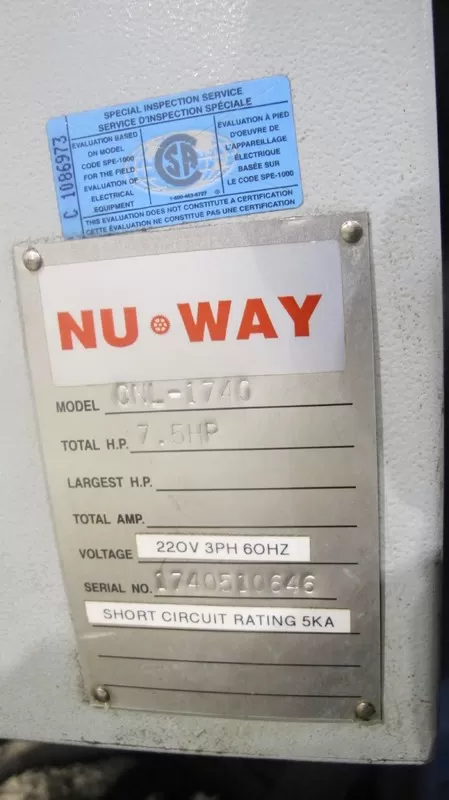 SPECIAL INSPECTION SERVICE
SERVICE D'INSPECTION SPÉCIALE
C 1086973
EVALUATION BASED
ON MODEL
CODE SPE-1000
FOR THE FIELD
EVALUATION OF
ELECTRICAL
EQUIPMENT
EVALUATION À PIED
D'OEUVRE DE
L'APPAREILLAGE
ÉLECTRIQUE
BASÉE SUR
LE CODE SPE-1000
THIS EVALUATION DOES NOT CONSTITUTE A CERTIFICATION
CETTE ÉVALUATION NE CONSTITUE PAS UNE CERTIFICATION
NU WAY
MODEL CNL-1740
TOTAL H.P. 7.5HP
LARGEST H.P.
TOTAL AMP.
VOLTAGE 220V 3PH 60HZ
SERIAL NO. 1740510646
SHORT CIRCUIT RATING 5KA